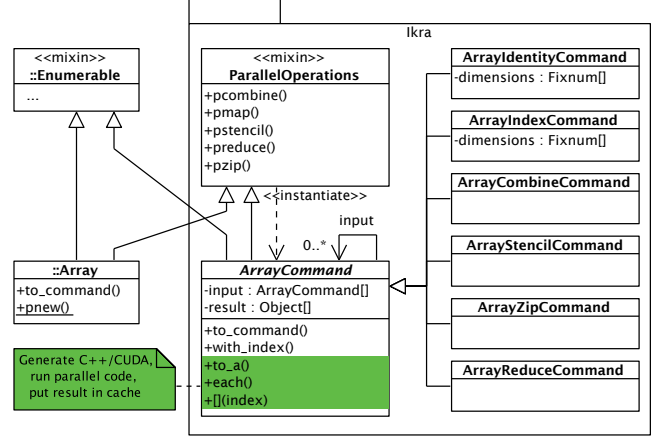 Ikra
<<mixin>>
::Enumerable
...
<<mixin>>
ParallelOperations
+pcombine()
+pmap()
+pstencil()
+preduce()
+pzip()
<<instantiate>>
input
0..*
::Array
+to_command()
+pnew()
ArrayCommand
-input : ArrayCommand[]
-result : Object[]
+to_command()
+with_index()
+to_a()
+each()
+[](index)
Generate C++/CUDA,
run parallel code,
put result in cache
ArrayIdentityCommand
-dimensions : Fixnum[]
ArrayIndexCommand
-dimensions : Fixnum[]
ArrayCombineCommand
ArrayStencilCommand
ArrayZipCommand
ArrayReduceCommand